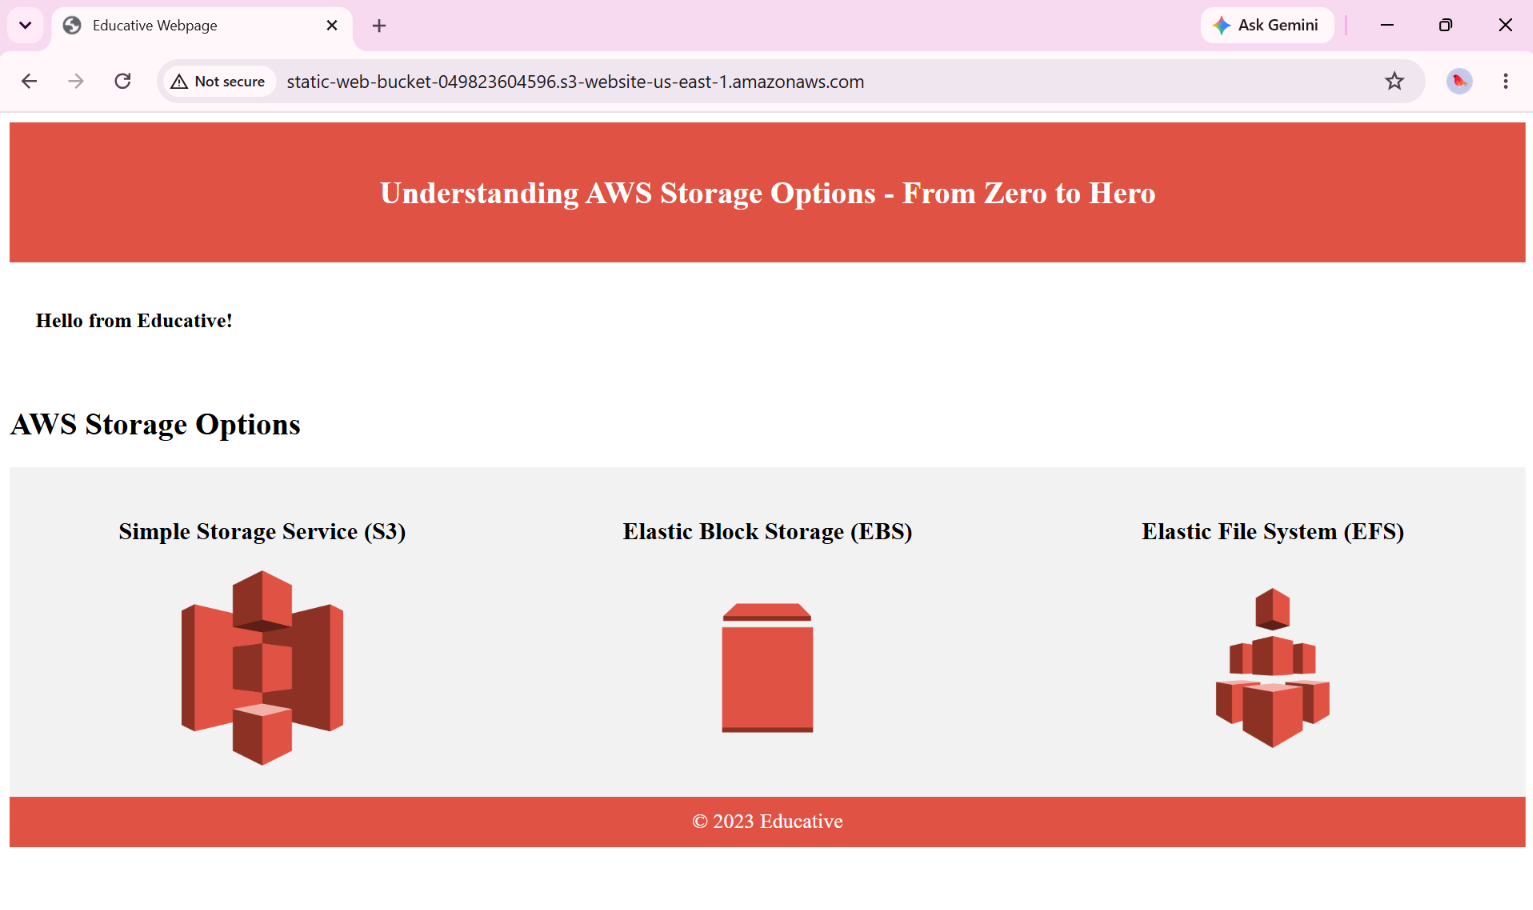 Educative Webpage
Ask Gemini
Not secure
static-web-bucket-049823604596.s3-website-us-east-1.amazonaws.com
Understanding AWS Storage Options - From Zero to Hero
Hello from Educative!
AWS Storage Options
Simple Storage Service (S3)
Elastic Block Storage (EBS)
Elastic File System (EFS)
© 2023 Educative